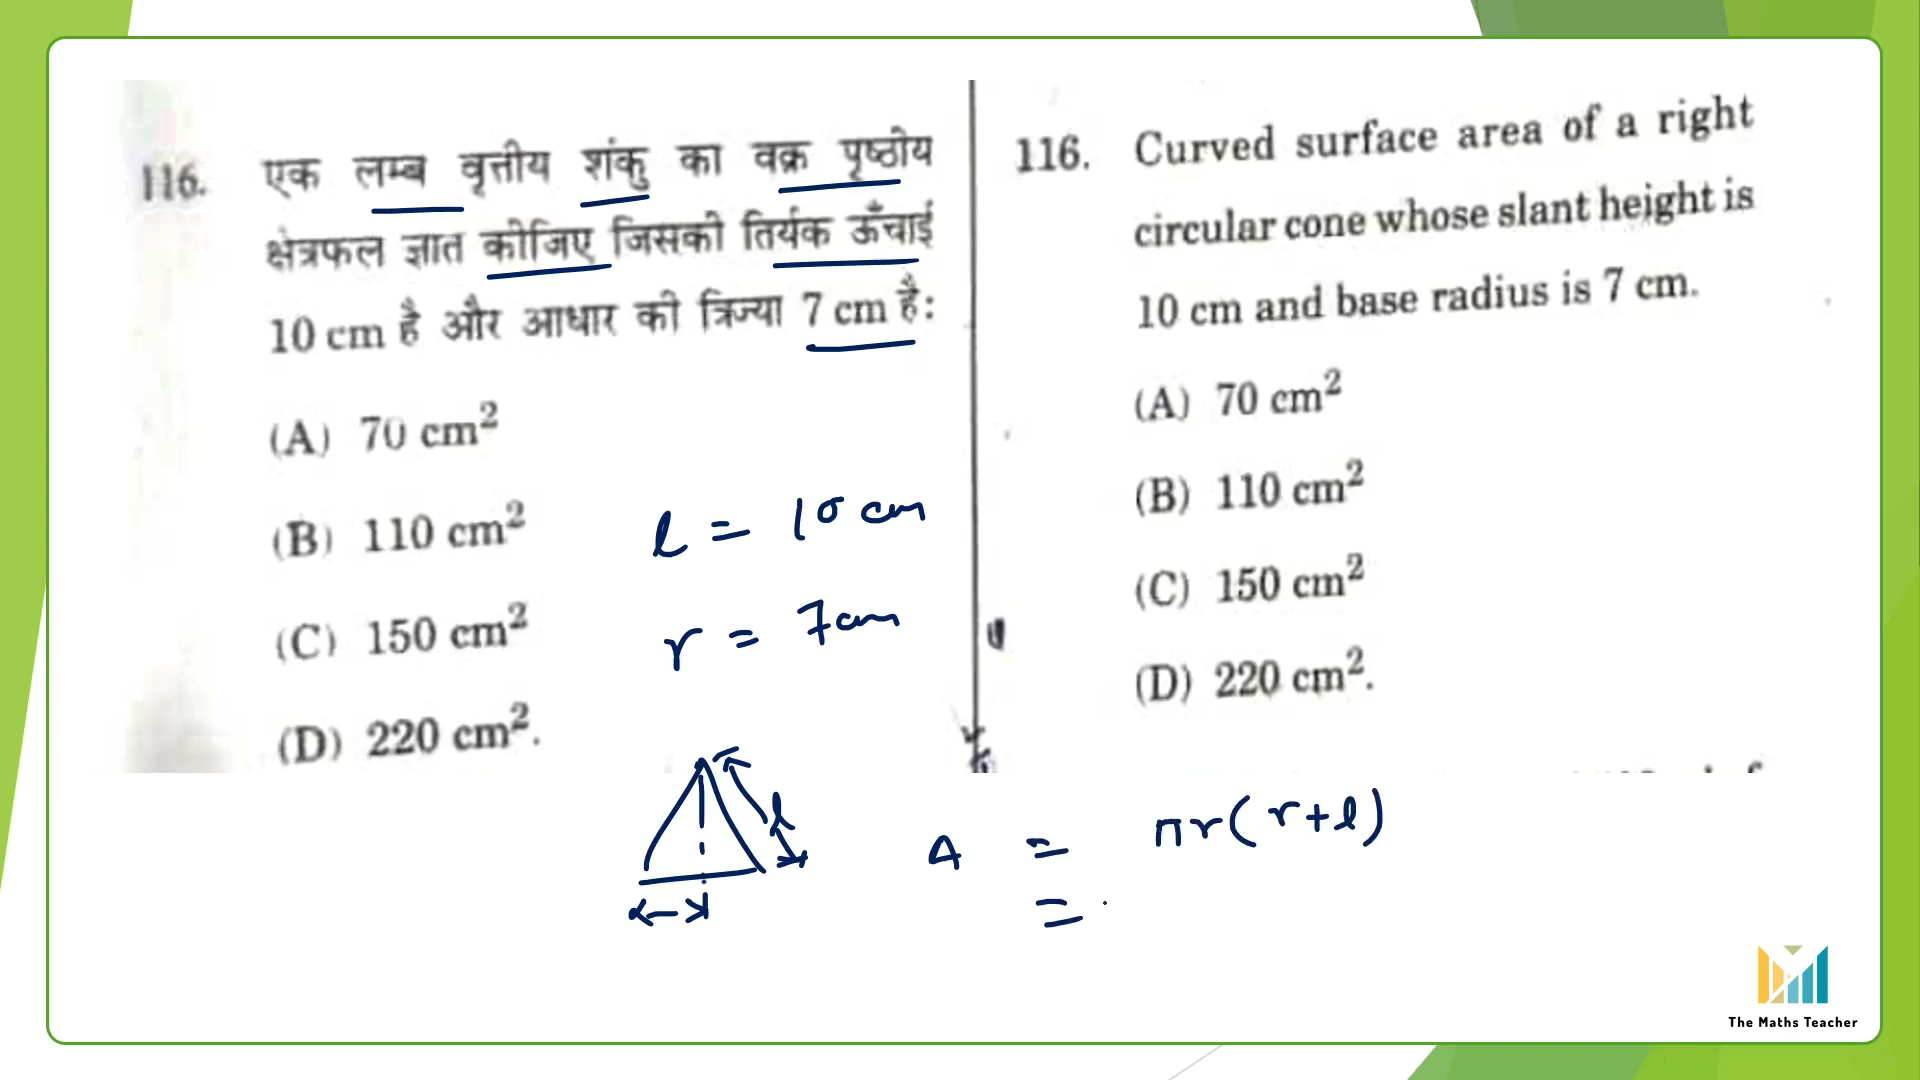 116. एक लम्ब वृत्तीय शंकु का वक्र पृष्ठीय
क्षेत्रफल ज्ञात कीजिए जिसकी तिर्यक ऊँचाई
10 cm है और आधार की त्रिज्या 7 cm है:
(A) 70 cm²
(B) 110 cm²
(C) 150 cm²
(D) 220 cm².
l = 10 cm
r = 7cm
l
116. Curved surface area of a right
circular cone whose slant height is
10 cm and base radius is 7 cm.
(A) 70 cm²
(B) 110 cm²
(C) 150 cm²
(D) 220 cm².
A = πr(r+l)
=
The Maths Teacher